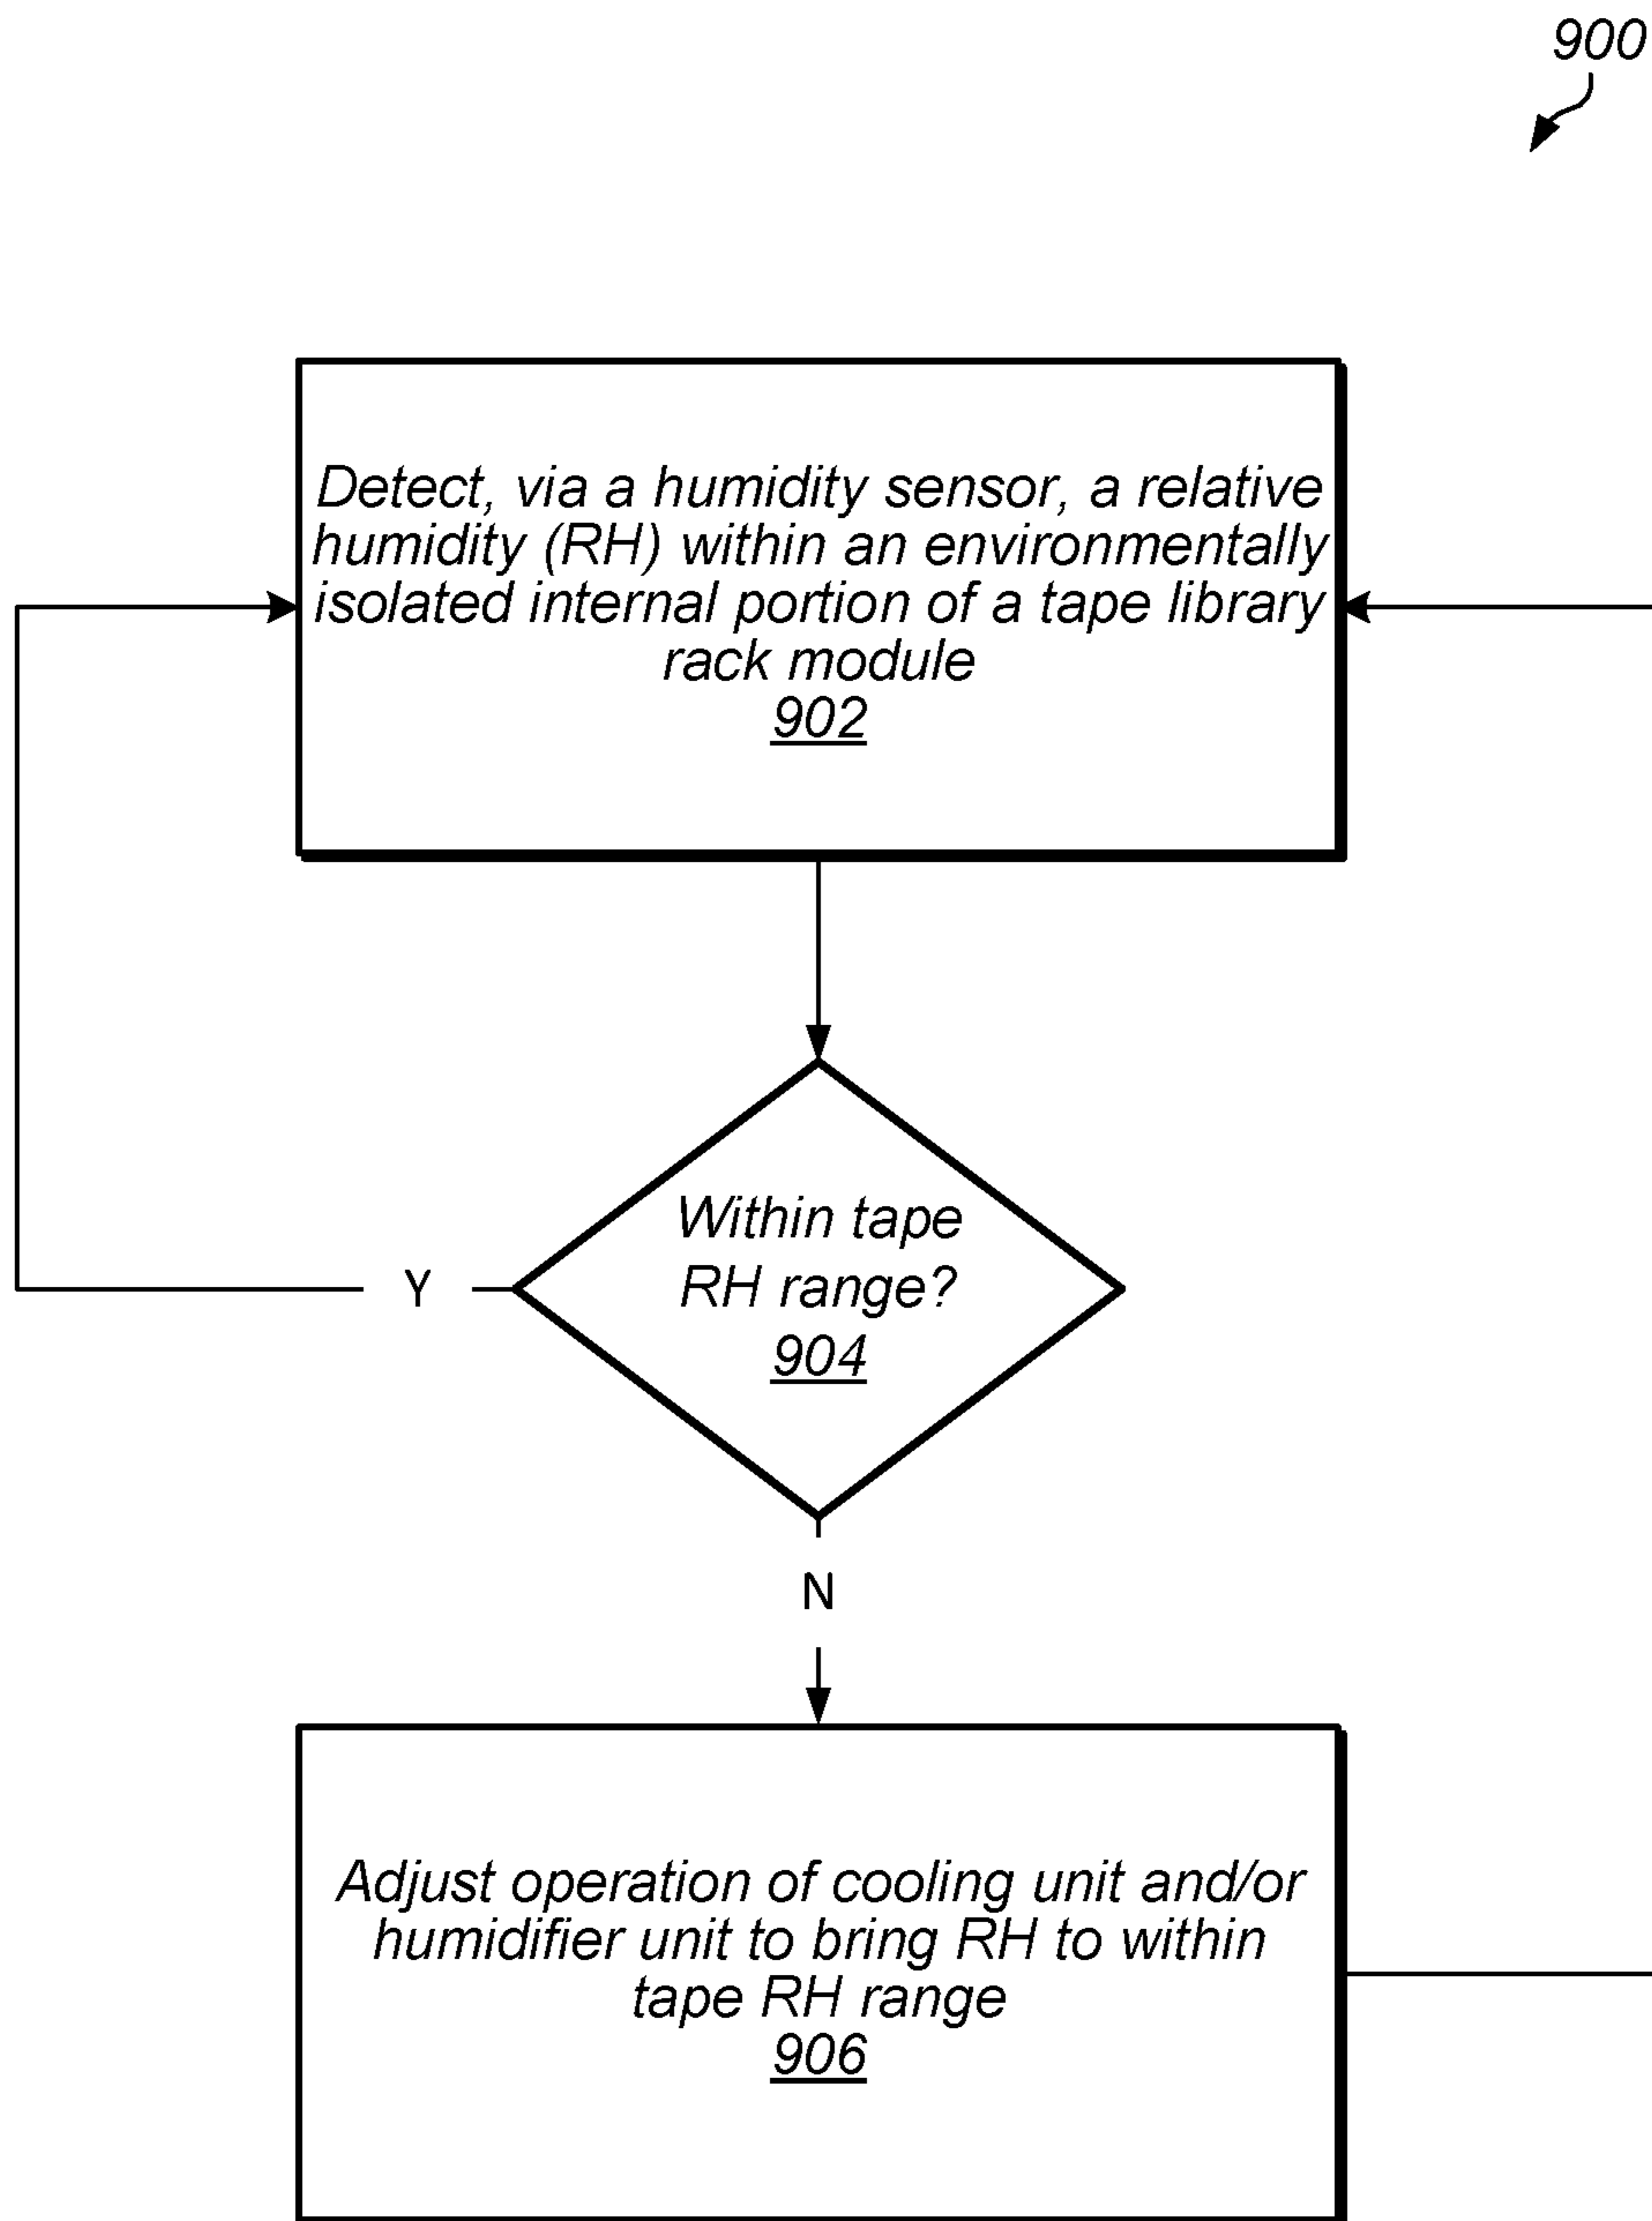 900
Detect, via a humidity sensor, a relative
humidity (RH) within an environmentally
isolated internal portion of a tape library
rack module
902
Within tape
RH range?
904
Y
N
Adjust operation of cooling unit and/or
humidifier unit to bring RH to within
tape RH range
906